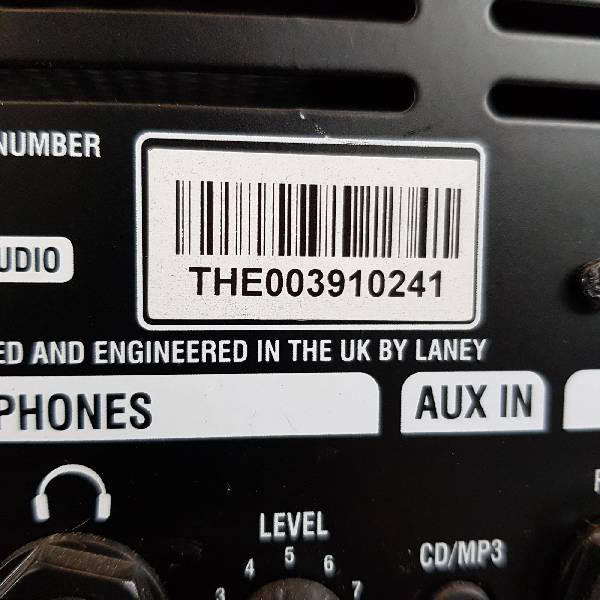 NUMBER
THE003910241
UDIO
ED AND ENGINEERED IN THE UK BY LANEY
PHONES
AUX IN
LEVEL
CD/MP3
3 4 5 6 7